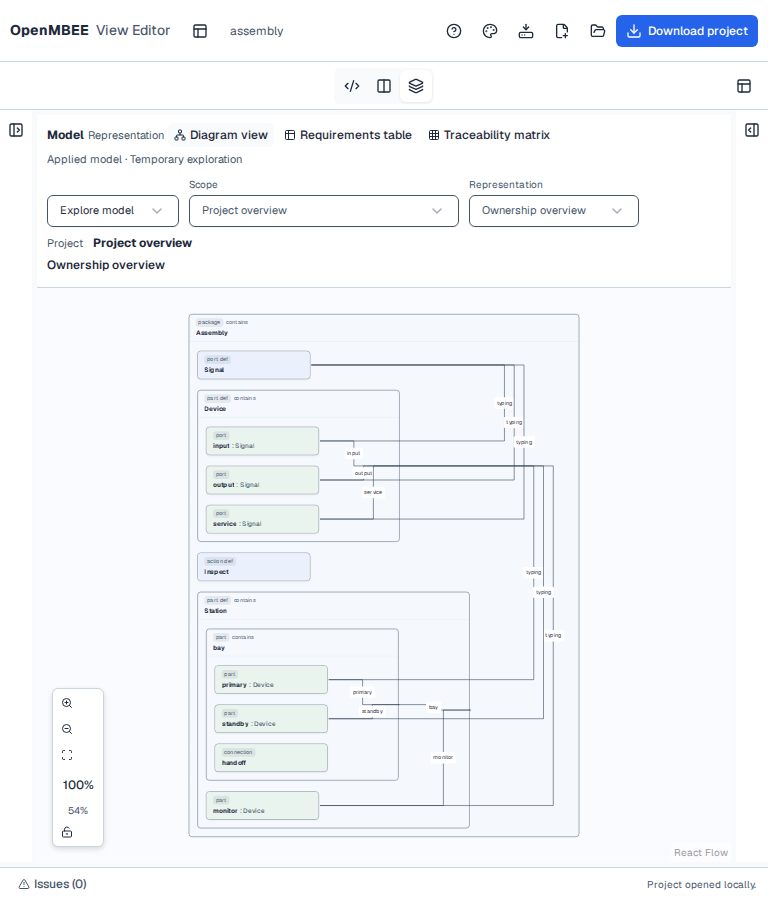 OpenMBEE View Editor assembly Download project
Model Representation Diagram view Requirements table Traceability matrix
Applied model · Temporary exploration
Scope Representation
Explore model Project overview Ownership overview
Project Project overview
Ownership overview
package contains
Assembly
part def
Signal
part def contains
Device
typing
typing
port
input : Signal
typing
input
port
output : Signal
output
service
port
service : Signal
action def
Inspect
typing
typing
part def contains
Station
part contains
bay
typing
part
primary : Device
primary
part
standby : Device
standby
bay
connection
handoff
monitor
part
monitor : Device
100%
54%
React Flow
Issues (0) Project opened locally.